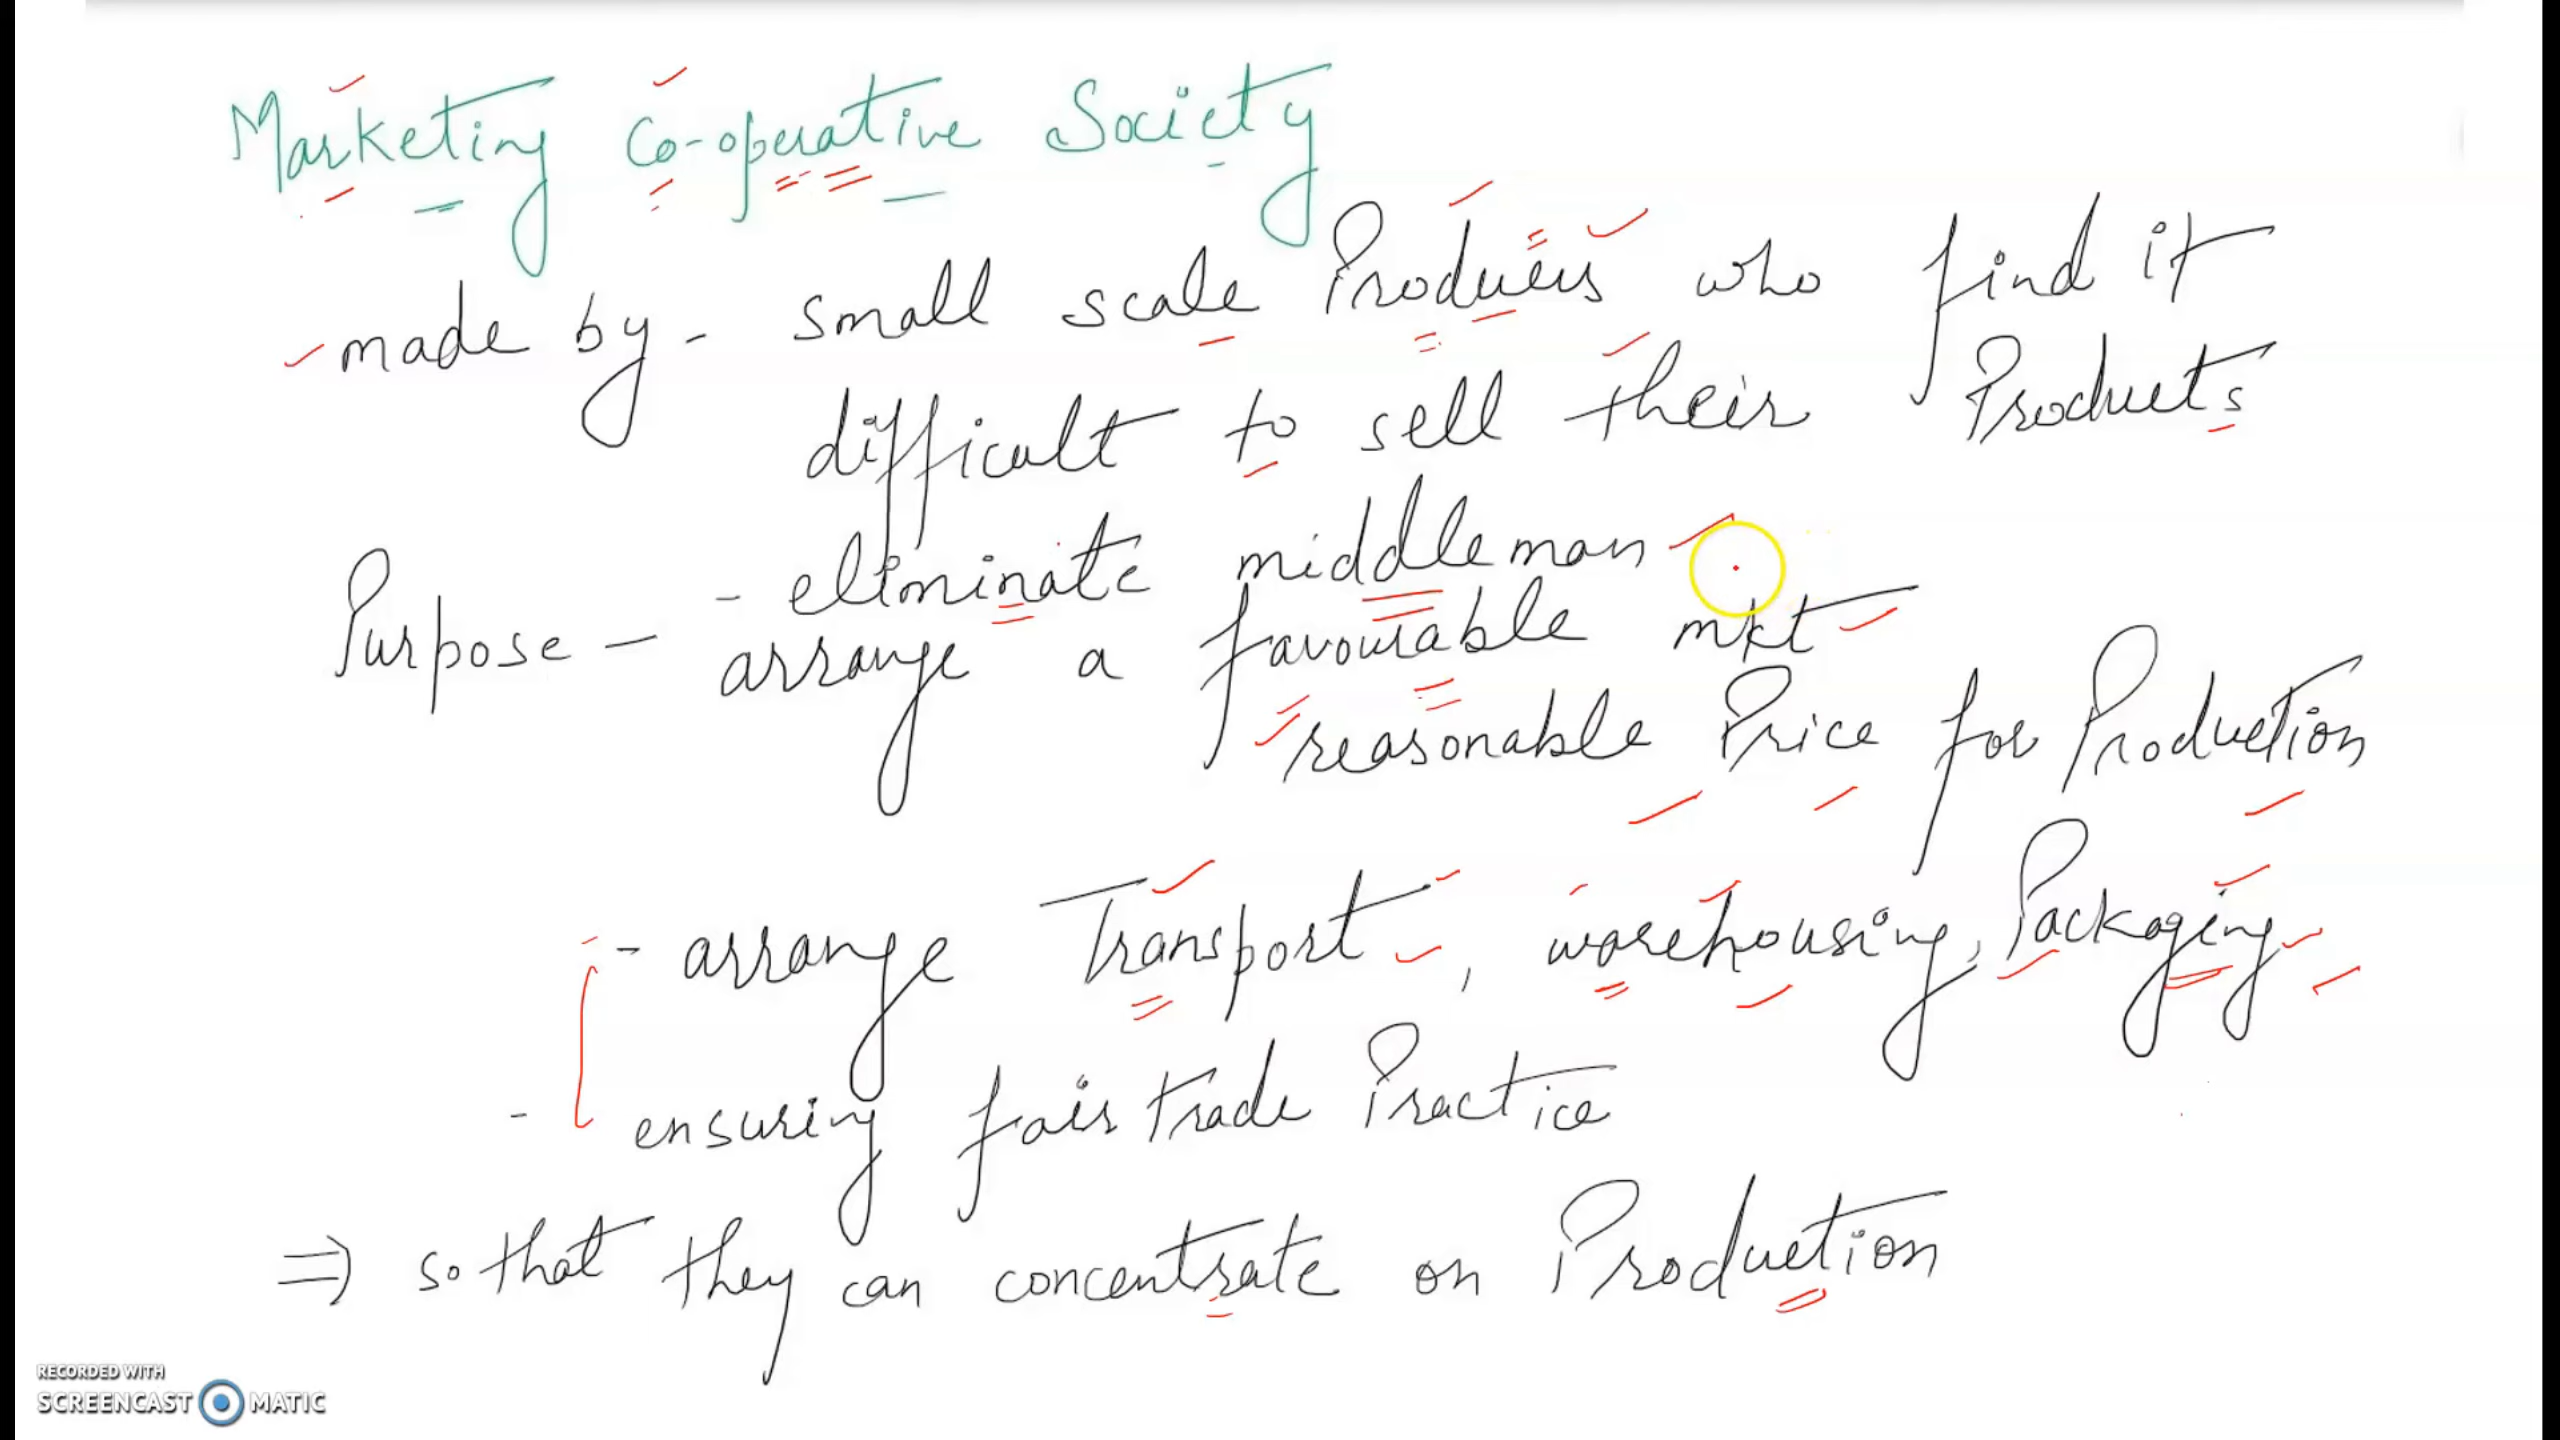 Marketing Co-operative Society
made by - small scale Producers who find it
difficult to sell their Products
Purpose - - eliminate middleman
arrange a favourable mkt
reasonable Price for Production
- arrange Transport, warehousing, Packaging
- ensuring fair trade Practice
⇒ so that they can concentrate on Production
RECORDED WITH
SCREENCAST MATIC